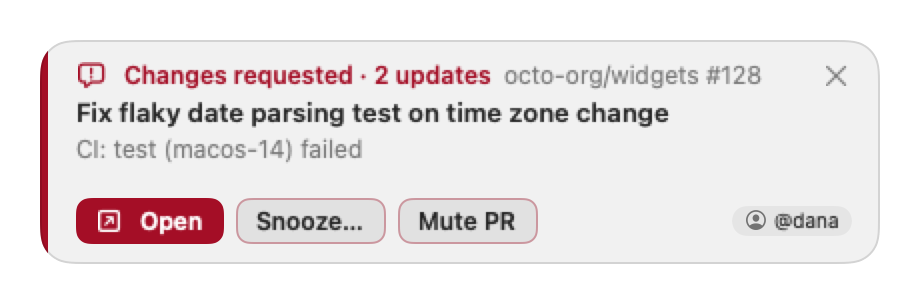 Changes requested · 2 updates octo-org/widgets #128
Fix flaky date parsing test on time zone change
CI: test (macos-14) failed
Open Snooze... Mute PR @dana